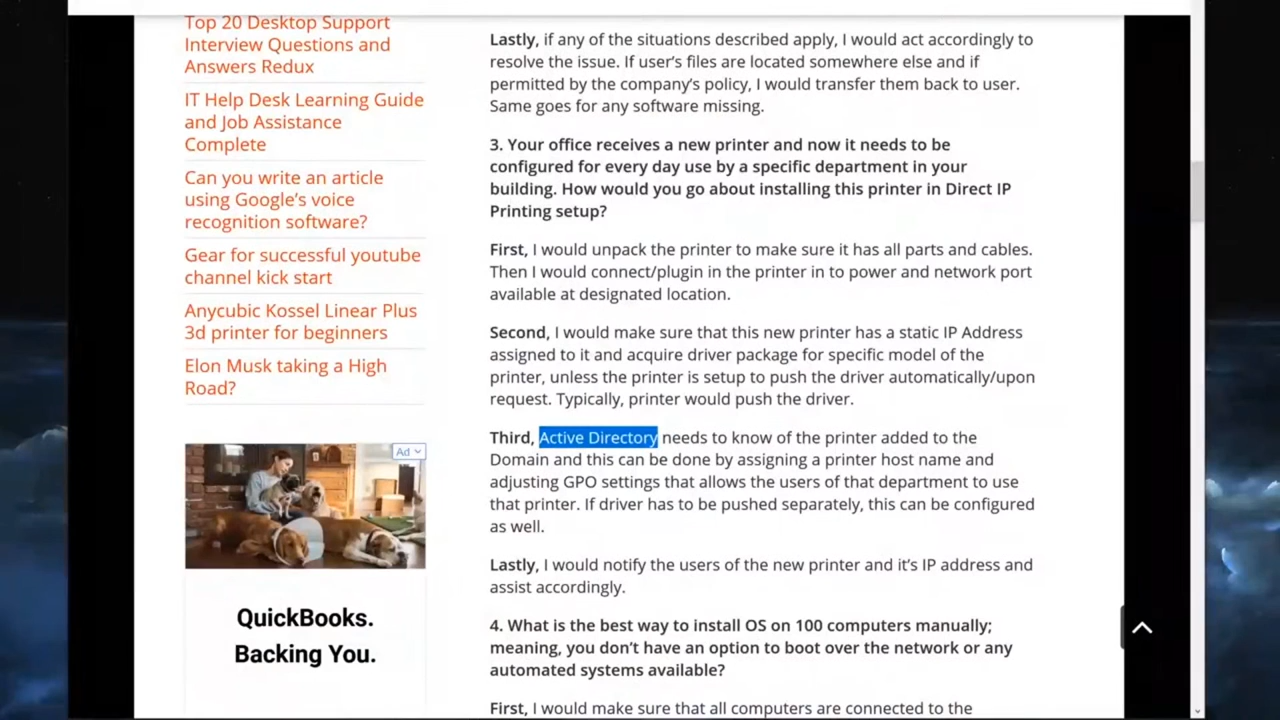 Top 20 Desktop Support
Interview Questions and
Answers Redux
IT Help Desk Learning Guide
and Job Assistance
Complete
Can you write an article
using Google's voice
recognition software?
Gear for successful youtube
channel kick start
Anycubic Kossel Linear Plus
3d printer for beginners
Elon Musk taking a High
Road?
Ad
QuickBooks.
Backing You.
Lastly, if any of the situations described apply, I would act accordingly to
resolve the issue. If user's files are located somewhere else and if
permitted by the company's policy, I would transfer them back to user.
Same goes for any software missing.
3. Your office receives a new printer and now it needs to be
configured for every day use by a specific department in your
building. How would you go about installing this printer in Direct IP
Printing setup?
First, I would unpack the printer to make sure it has all parts and cables.
Then I would connect/plugin in the printer in to power and network port
available at designated location.
Second, I would make sure that this new printer has a static IP Address
assigned to it and acquire driver package for specific model of the
printer, unless the printer is setup to push the driver automatically/upon
request. Typically, printer would push the driver.
Third, Active Directory needs to know of the printer added to the
Domain and this can be done by assigning a printer host name and
adjusting GPO settings that allows the users of that department to use
that printer. If driver has to be pushed separately, this can be configured
as well.
Lastly, I would notify the users of the new printer and it's IP address and
assist accordingly.
4. What is the best way to install OS on 100 computers manually;
meaning, you don't have an option to boot over the network or any
automated systems available?
First, I would make sure that all computers are connected to the